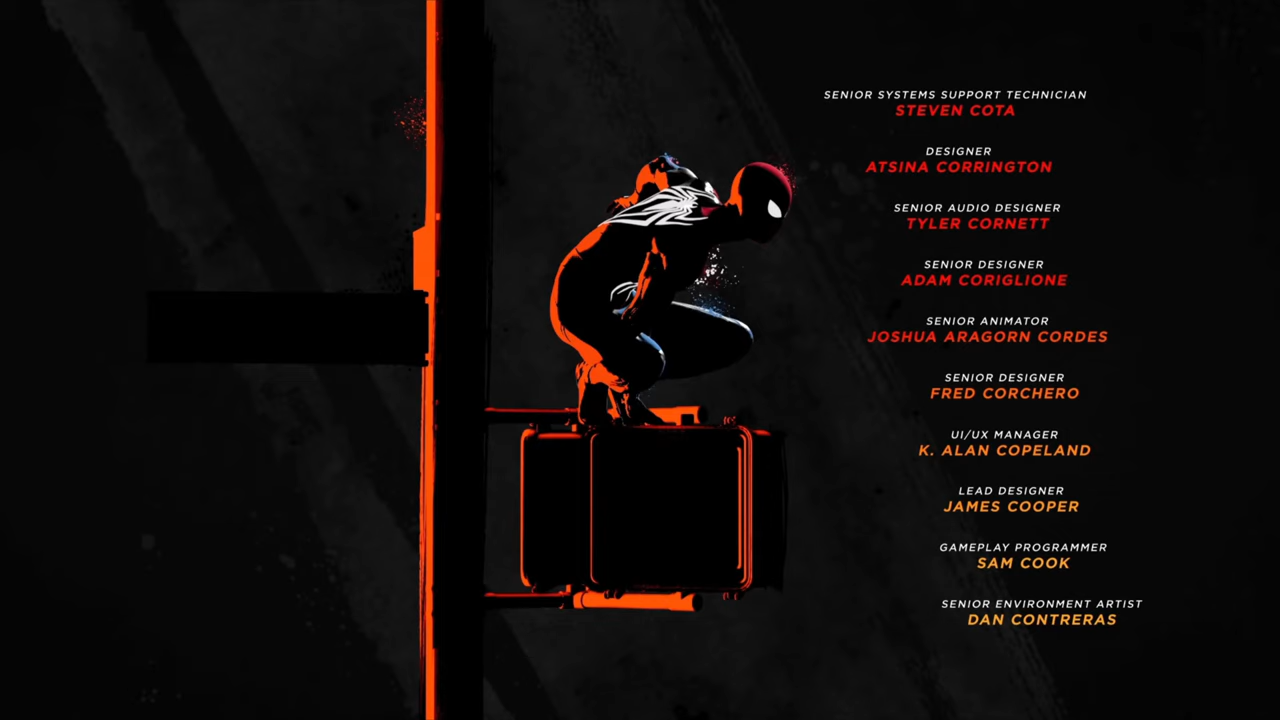 SENIOR SYSTEMS SUPPORT TECHNICIAN
STEVEN COTA
DESIGNER
ATSINA CORRINGTON
SENIOR AUDIO DESIGNER
TYLER CORNETT
SENIOR DESIGNER
ADAM CORIGLIONE
SENIOR ANIMATOR
JOSHUA ARAGORN CORDES
SENIOR DESIGNER
FRED CORCHERO
UI/UX MANAGER
K. ALAN COPELAND
LEAD DESIGNER
JAMES COOPER
GAMEPLAY PROGRAMMER
SAM COOK
SENIOR ENVIRONMENT ARTIST
DAN CONTRERAS